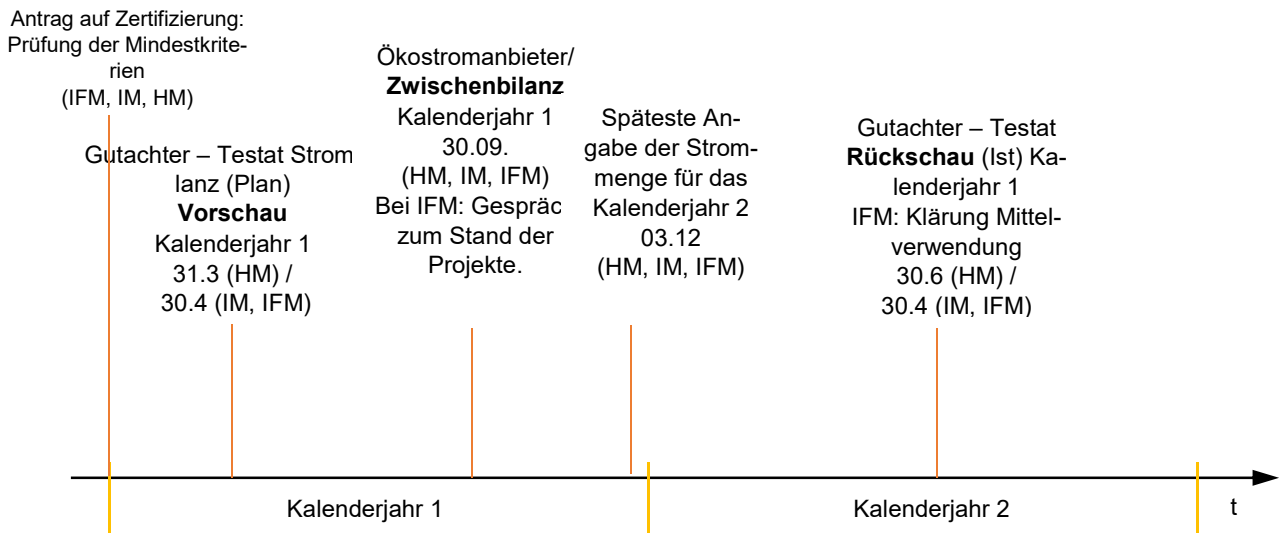 Antrag auf Zertifizierung:
Prüfung der Mindestkrite-
rien
(IFM, IM, HM)
Gutachter – Testat Strom
lanz (Plan)
Vorschau
Kalenderjahr 1
31.3 (HM) /
30.4 (IM, IFM)
Ökostromanbieter/
Zwischenbilanz
Kalenderjahr 1
30.09.
(HM, IM, IFM)
Bei IFM: Gespräc
zum Stand der
Projekte.
Späteste An-
gabe der Strom-
menge für das
Kalenderjahr 2
03.12
(HM, IM, IFM)
Gutachter – Testat
Rückschau (Ist) Ka-
lenderjahr 1
IFM: Klärung Mittel-
verwendung
30.6 (HM) /
30.4 (IM, IFM)
Kalenderjahr 1
Kalenderjahr 2
t